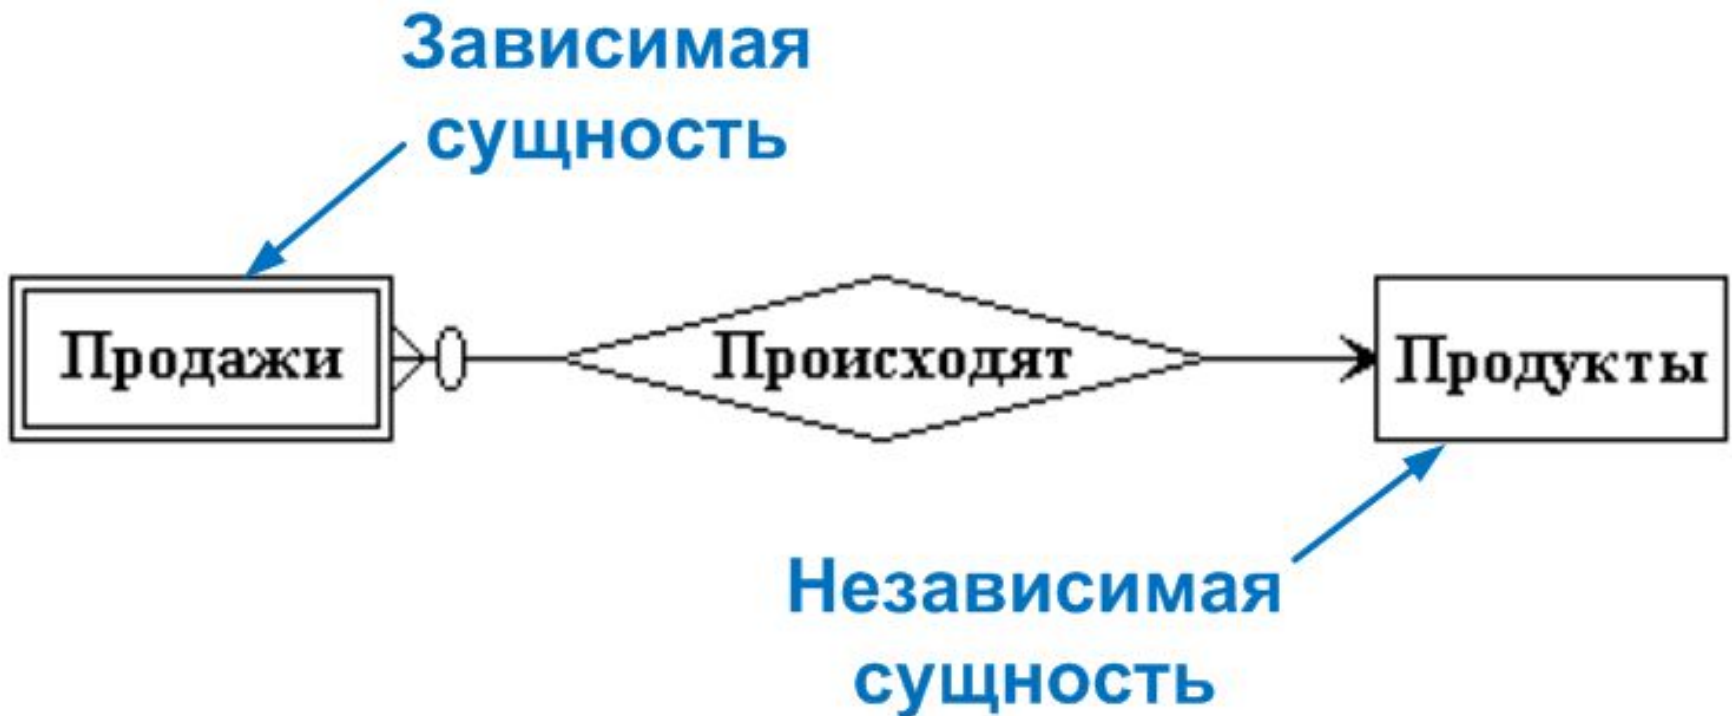 Зависимая
сущность
Продажи
Происходят
Продукты
Независимая
сущность